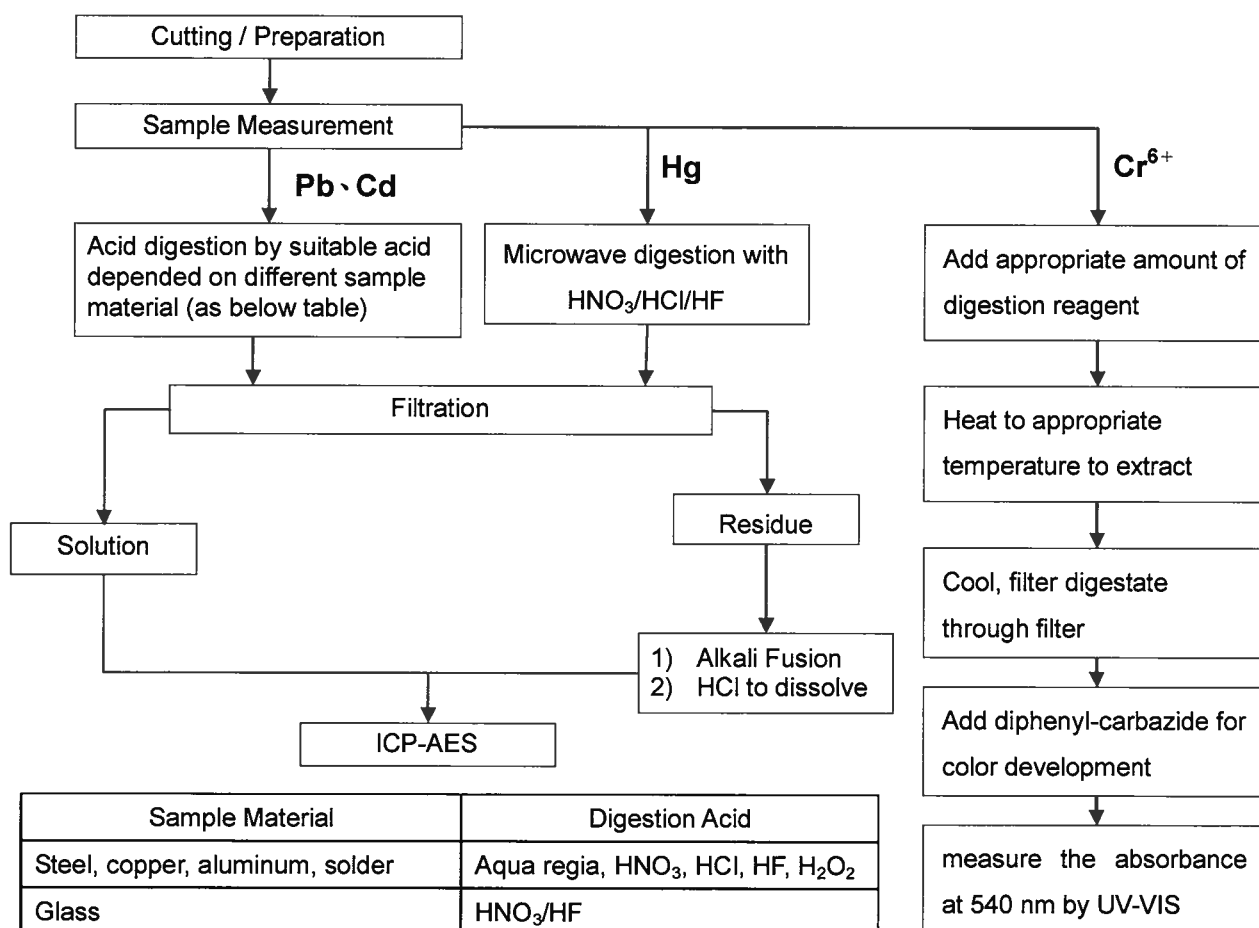 Cutting / Preparation
Sample Measurement
Pb、Cd
Hg
Cr⁶⁺
Acid digestion by suitable acid
depended on different sample
material (as below table)
Microwave digestion with
HNO₃/HCl/HF
Add appropriate amount of
digestion reagent
Filtration
Heat to appropriate
temperature to extract
Solution
Residue
Cool, filter digestate
through filter
1) Alkali Fusion
2) HCl to dissolve
ICP-AES
Add diphenyl-carbazide for
color development
measure the absorbance
at 540 nm by UV-VIS
Sample Material Digestion Acid
Steel, copper, aluminum, solder Aqua regia, HNO₃, HCl, HF, H₂O₂
Glass HNO₃/HF